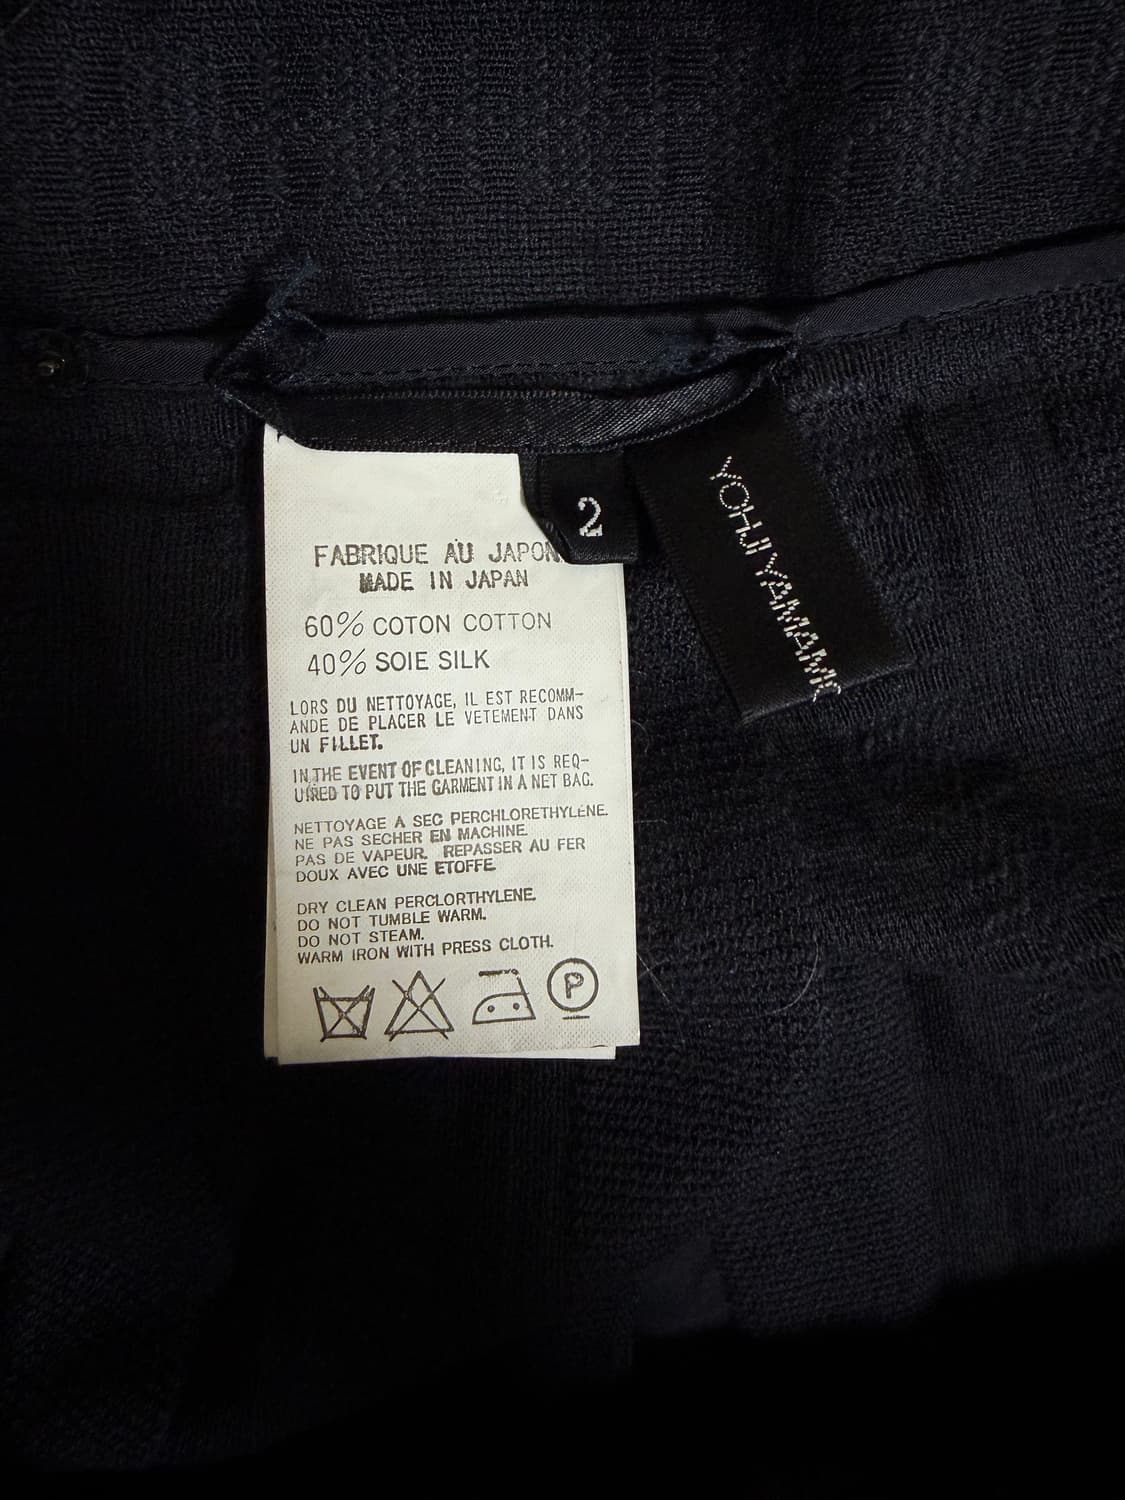 2
YOHJI YAMAMO
FABRIQUE AU JAPON.
MADE IN JAPAN
60% COTON COTTON
40% SOIE SILK
LORS DU NETTOYAGE, IL EST RECOMM-
ANDE DE PLACER LE VETEMENT DANS
UN FILLET.
IN THE EVENT OF CLEANING, IT IS REQ-
UIRED TO PUT THE GARMENT IN A NET BAG.
NETTOYAGE A SEC PERCHLORETHYLENE.
NE PAS SECHER EN MACHINE.
PAS DE VAPEUR. REPASSER AU FER
DOUX AVEC UNE ETOFFE.
DRY CLEAN PERCLORTHYLENE.
DO NOT TUMBLE WARM.
DO NOT STEAM.
WARM IRON WITH PRESS CLOTH.
P